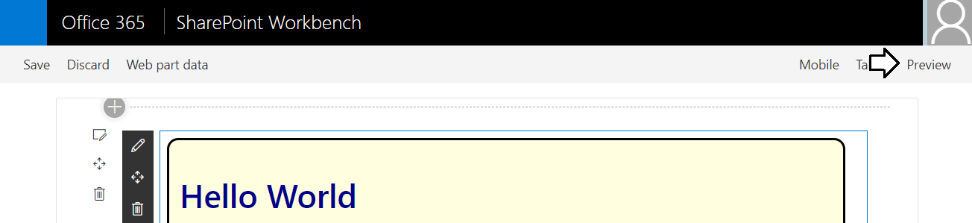 Office 365 SharePoint Workbench
Save Discard Web part data Mobile Preview
Hello World